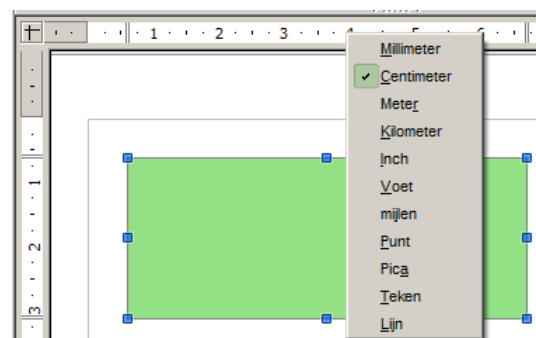 1 2 3 4 5 6
Millimeter
Centimeter
Meter
Kilometer
Inch
Voet
mijlen
Punt
Pica
Teken
Lijn
1
2
3